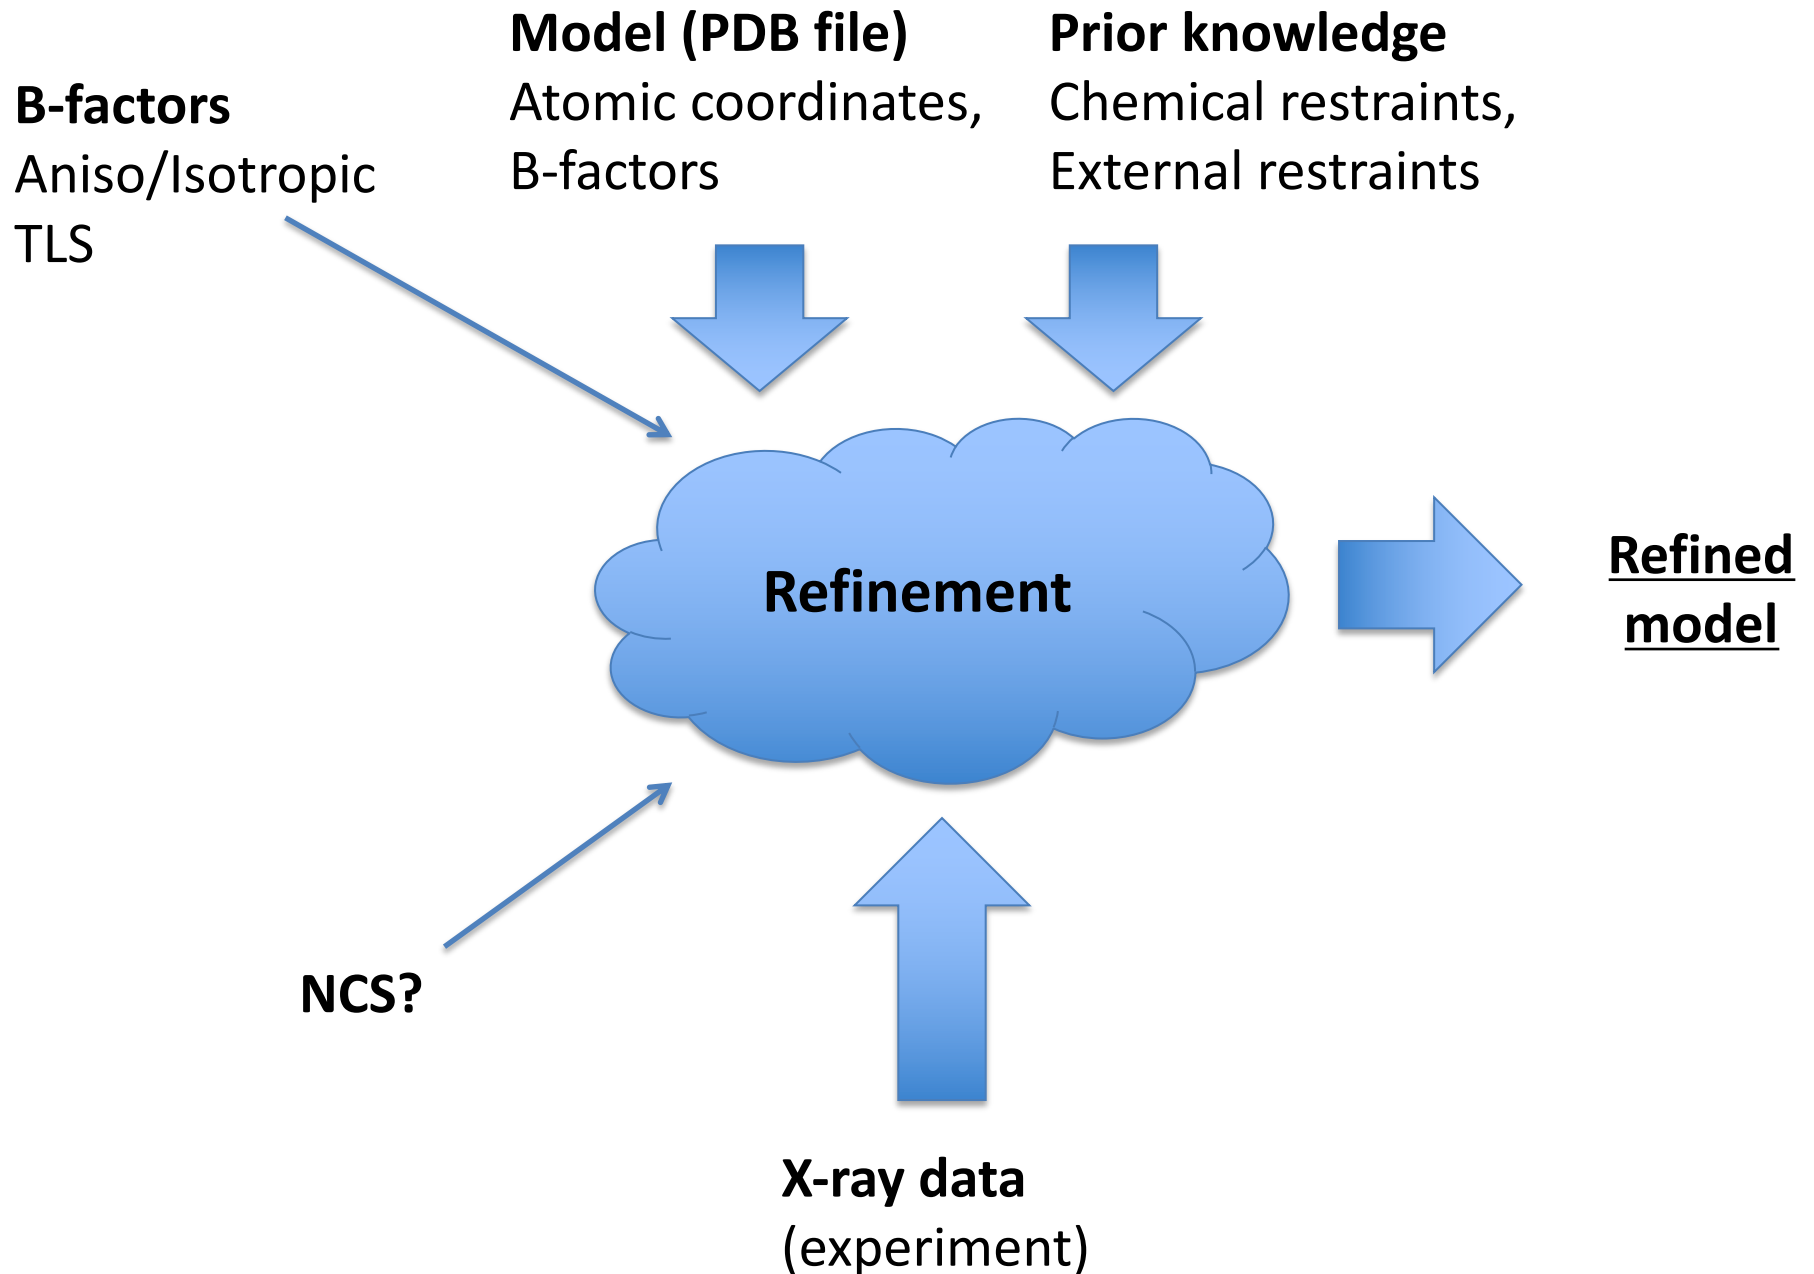 Model (PDB file)
Atomic coordinates,
B-factors
Prior knowledge
Chemical restraints,
External restraints
B-factors
Aniso/Isotropic
TLS
Refinement
Refined
model
NCS?
X-ray data
(experiment)